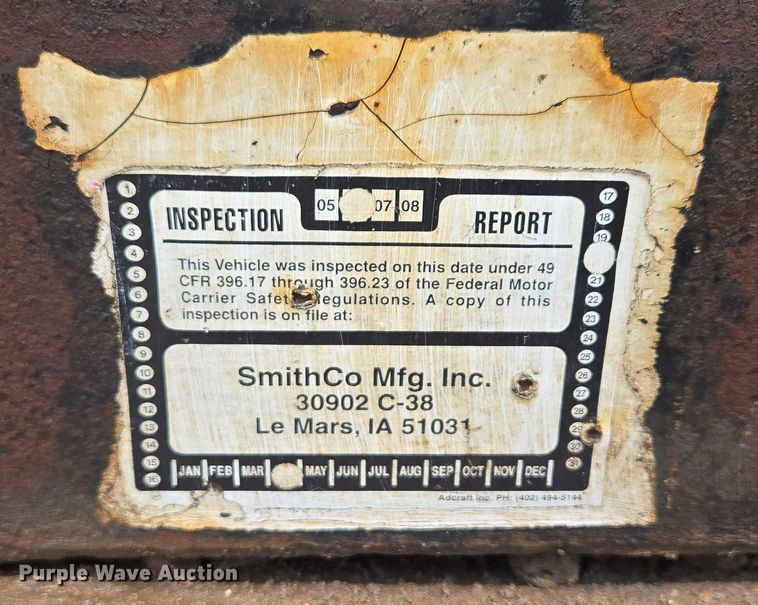 05 07 08
INSPECTION REPORT
This Vehicle was inspected on this date under 49
CFR 396.17 through 396.23 of the Federal Motor
Carrier Safety Regulations. A copy of this
inspection is on file at:
SmithCo Mfg. Inc.
30902 C-38
Le Mars, IA 51031
JAN FEB MAR MAY JUN JUL AUG SEP OCT NOV DEC
1
2
3
4
5
6
7
8
9
10
11
12
13
14
15
16
17
18
19
21
22
23
24
25
26
27
28
29
30
31
Adcraft Inc. PH: (402) 494-5144
Purple Wave Auction